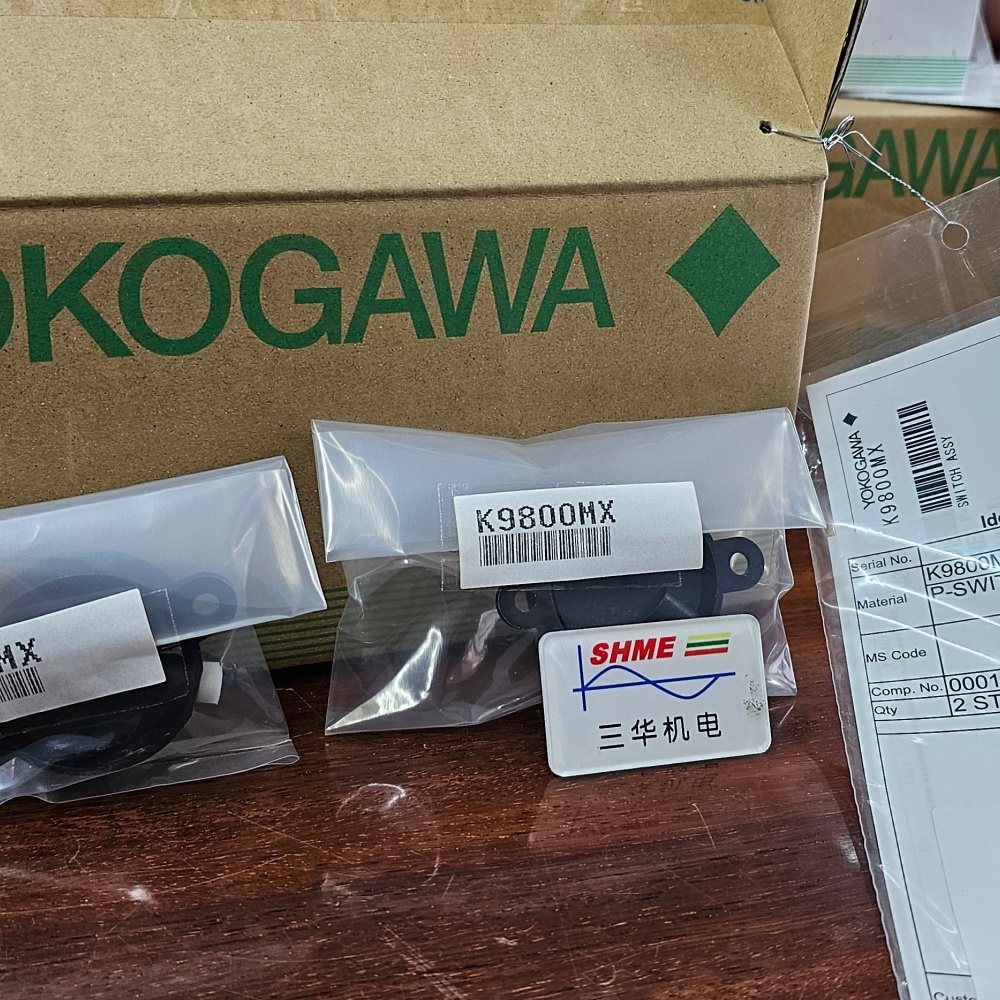 YOKOGAWA
GAWA
K9800MX
MX
SHME
三华机电
YOKOGAWA
K9800MX
SWITCH ASSY
Serial No.
K9800M
Material
P-SWI
MS Code
Comp. No.
0001
Qty
2 ST